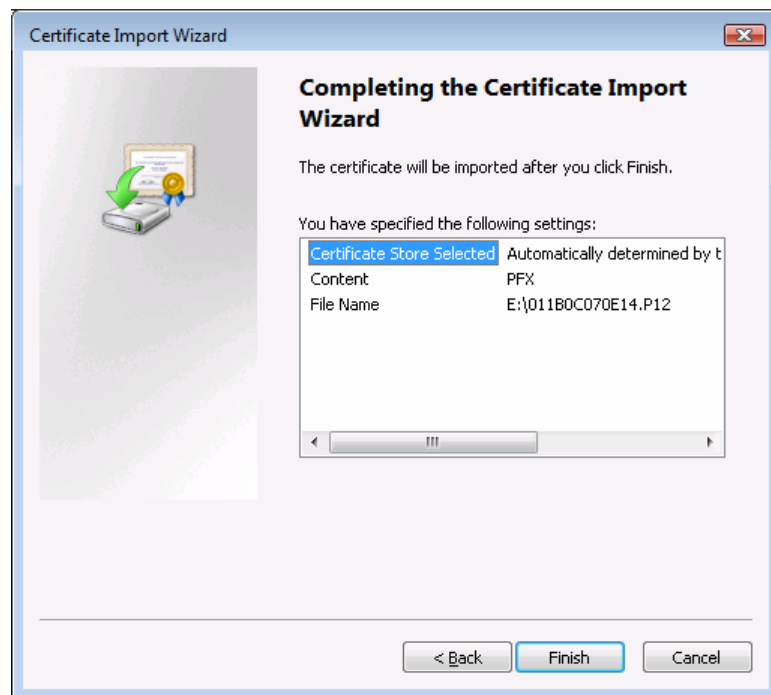 Certificate Import Wizard
Completing the Certificate Import
Wizard
The certificate will be imported after you click Finish.
You have specified the following settings:
Certificate Store Selected Automatically determined by t
Content PFX
File Name E:\011B0C070E14.P12
< Back Finish Cancel